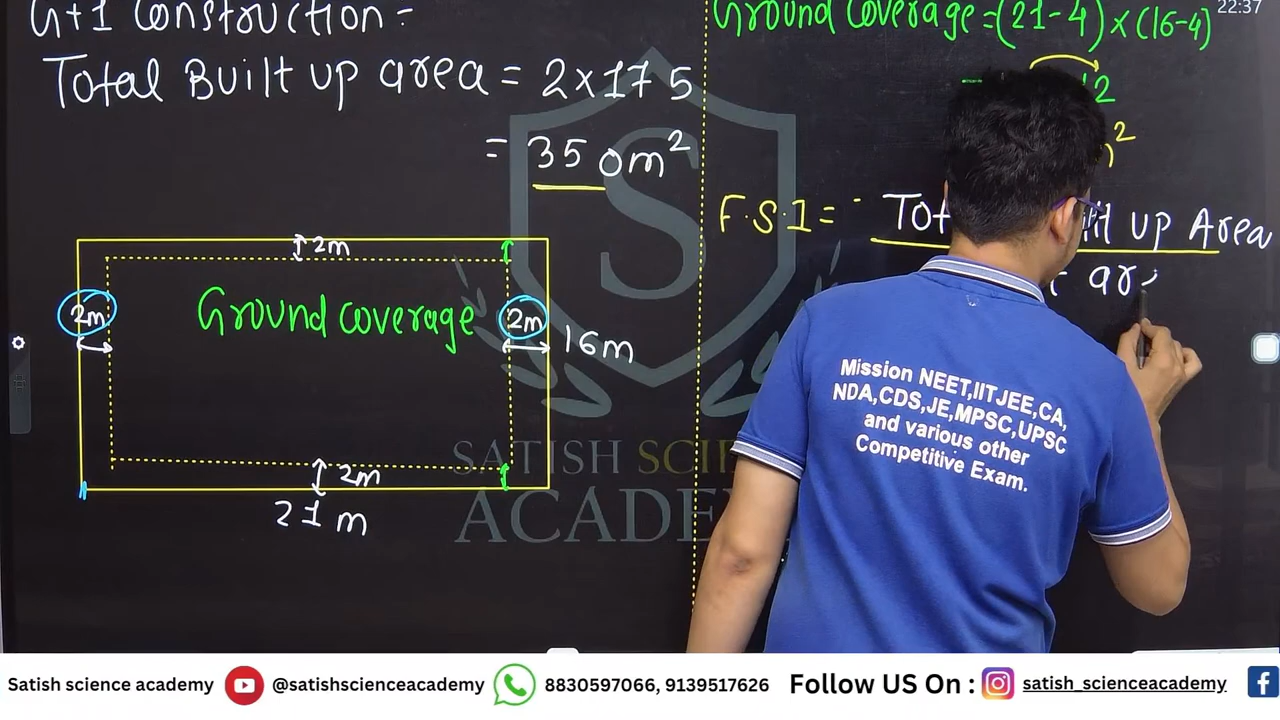 G+1 Construction =
Total Built up area = 2×175
= 350m²
2m
2m
Ground coverage
2m
16m
2m
21m
Ground Coverage = (21-4) × (16-4)
22:37
12
2
F.S.I =
up Area
S
SATISH SCIE
ACADE
Mission NEET,IIT JEE,CA,
NDA,CDS,JE,MPSC,UPSC
and various other
Competitive Exam.
Satish science academy @satishscienceacademy 8830597066, 9139517626 Follow US On : satish_scienceacademy